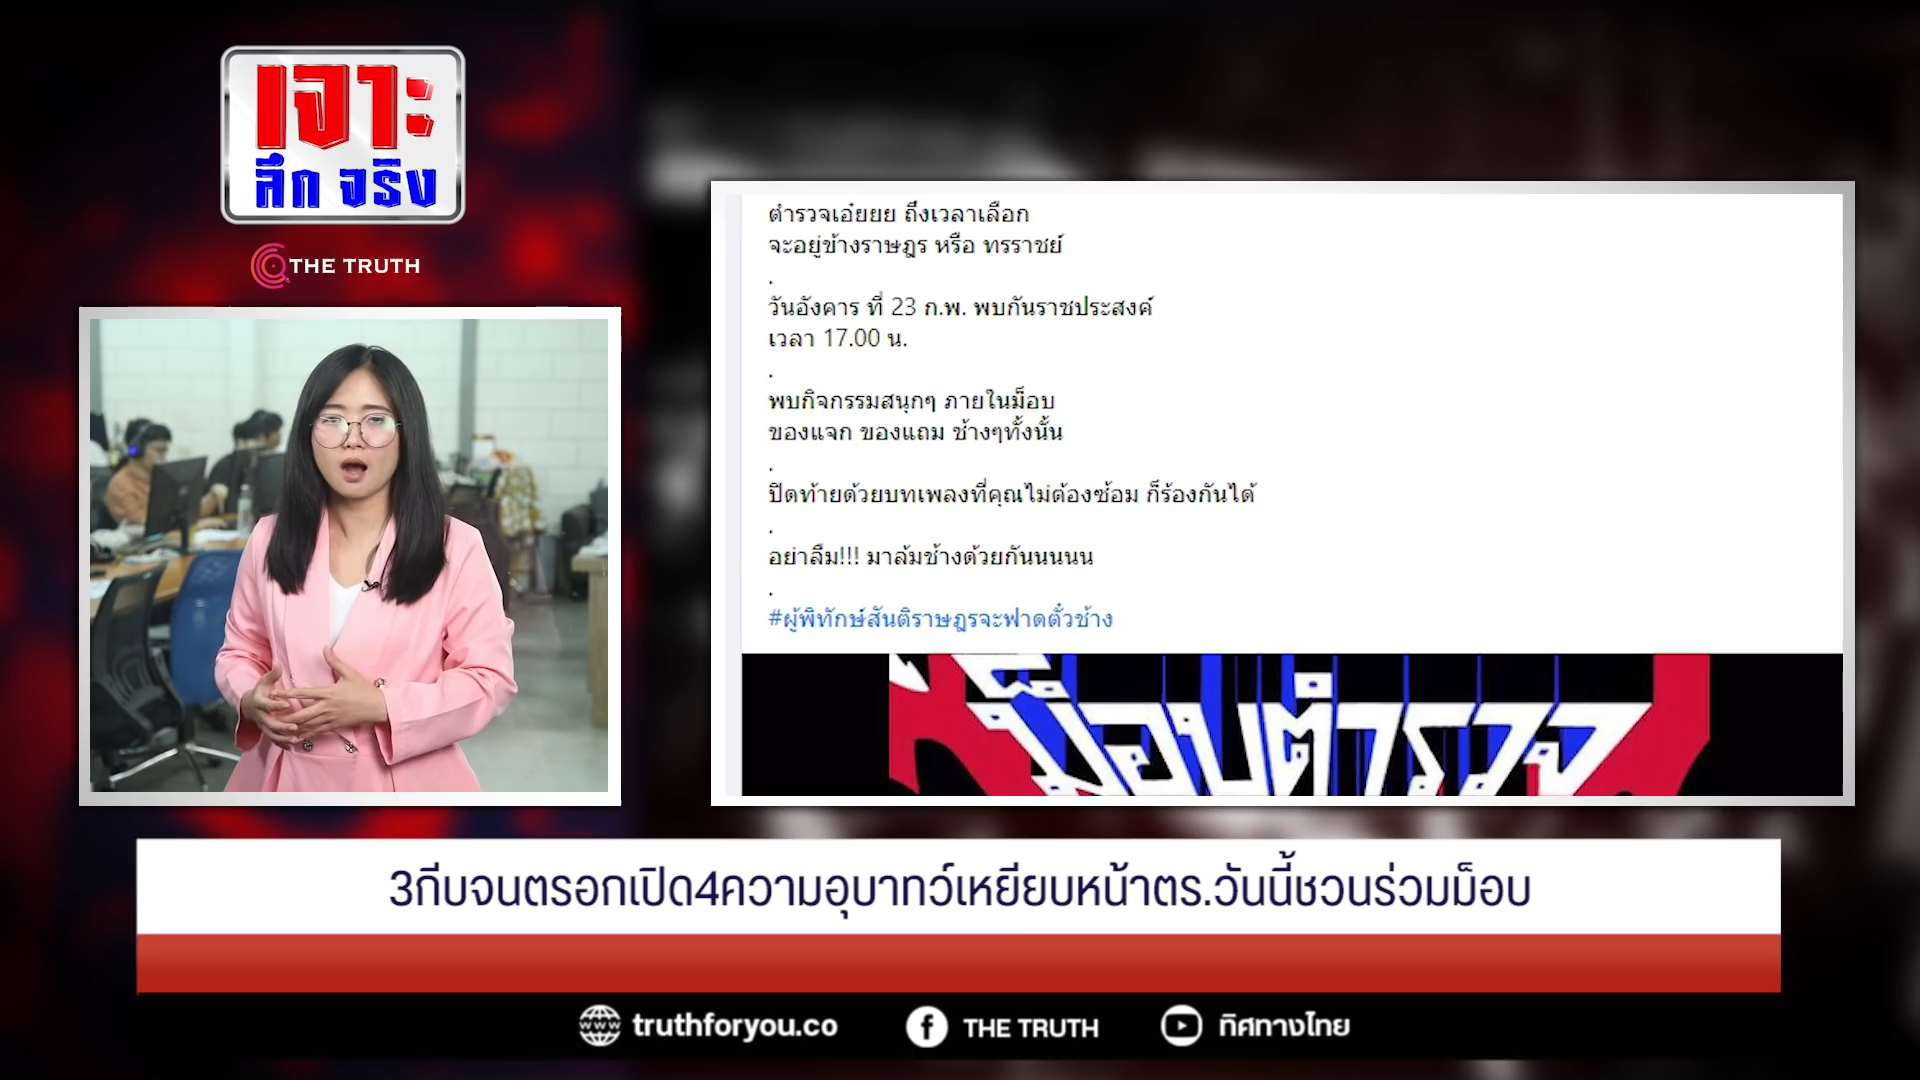 เจาะ
ลึก จริง
THE TRUTH
ตำรวจเอ๋ยยย ถึงเวลาเลือก
จะอยู่ข้างราษฎร หรือ ทรราชย์
.
วันอังคาร ที่ 23 ก.พ. พบกันราชประสงค์
เวลา 17.00 น.
.
พบกิจกรรมสนุกๆ ภายในม็อบ
ของแจก ของแถม ช้างๆทั้งนั้น
.
ปิดท้ายด้วยบทเพลงที่คุณไม่ต้องซ้อม ก็ร้องกันได้
.
อย่าลืม!!! มาล้มช้างด้วยกันนนนน
.
#ผู้พิทักษ์สันติราษฎรจะฟาดตั๋วช้าง
ม็อบตำรวจ
3กีบจนตรอกเปิด4ความอุบาทว์เหยียบหน้าตร.วันนี้ชวนร่วมม็อบ
www truthforyou.co
f THE TRUTH
ทิศทางไทย